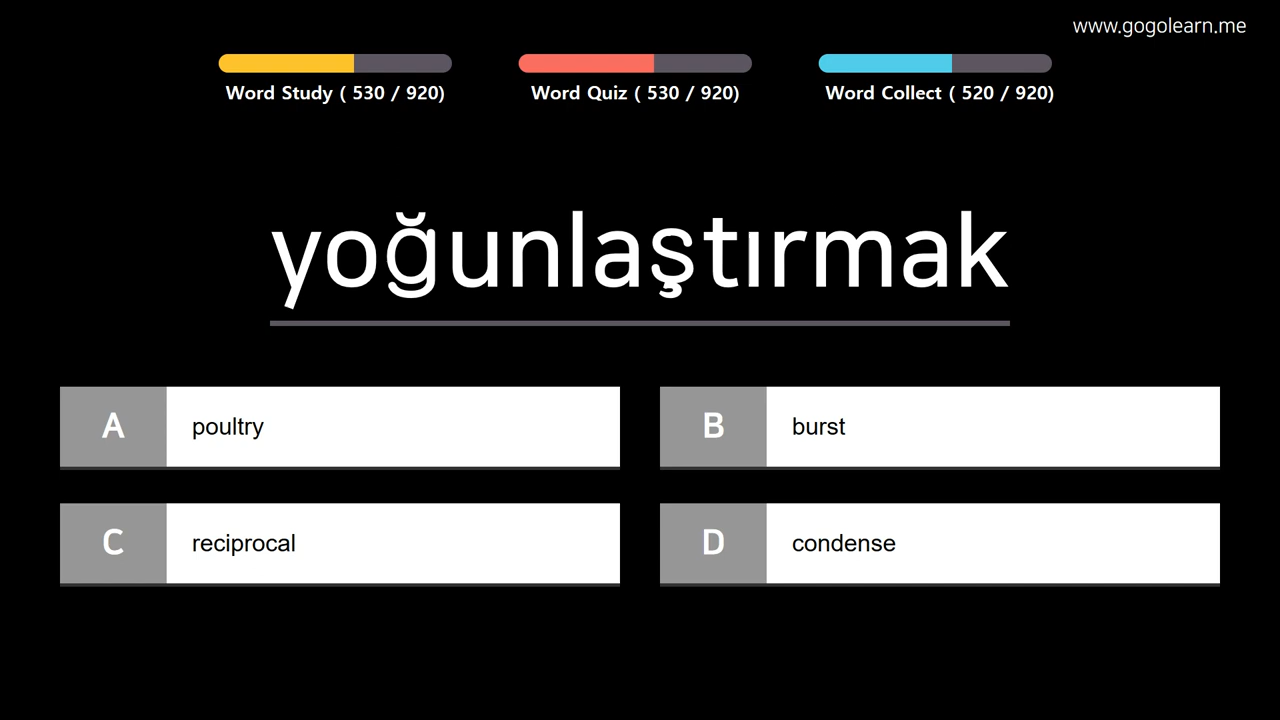 www.gogolearn.me
Word Study ( 530 / 920)
Word Quiz ( 530 / 920)
Word Collect ( 520 / 920)
yoğunlaştırmak
A poultry
B burst
C reciprocal
D condense